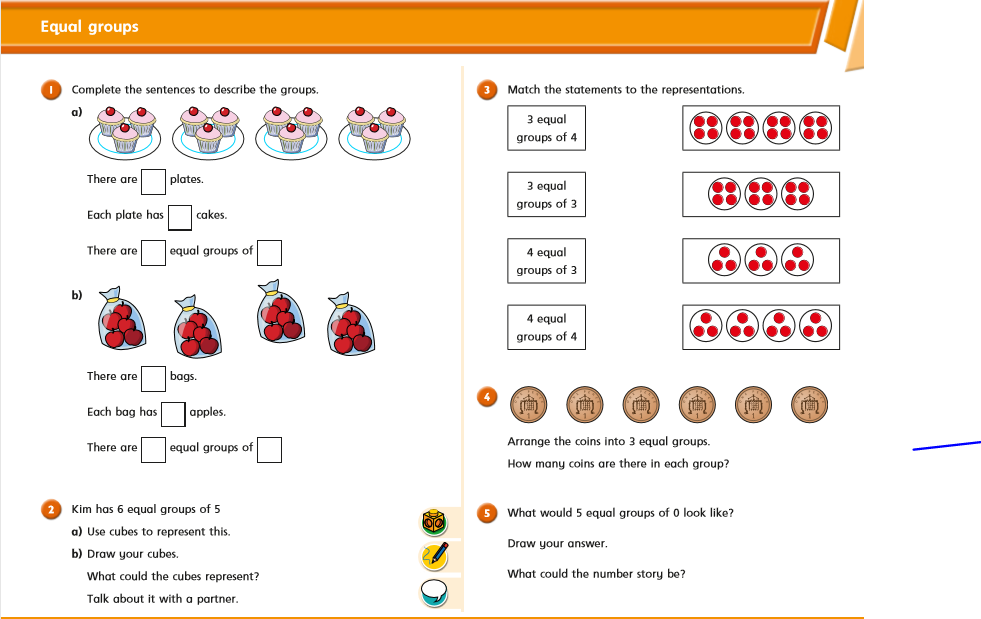 Equal groups
1 Complete the sentences to describe the groups.
a)
There are plates.
Each plate has cakes.
There are equal groups of
b)
There are bags.
Each bag has apples.
There are equal groups of
2 Kim has 6 equal groups of 5
a) Use cubes to represent this.
b) Draw your cubes.
What could the cubes represent?
Talk about it with a partner.
3 Match the statements to the representations.
3 equal
groups of 4
3 equal
groups of 3
4 equal
groups of 3
4 equal
groups of 4
4
Arrange the coins into 3 equal groups.
How many coins are there in each group?
5 What would 5 equal groups of 0 look like?
Draw your answer.
What could the number story be?